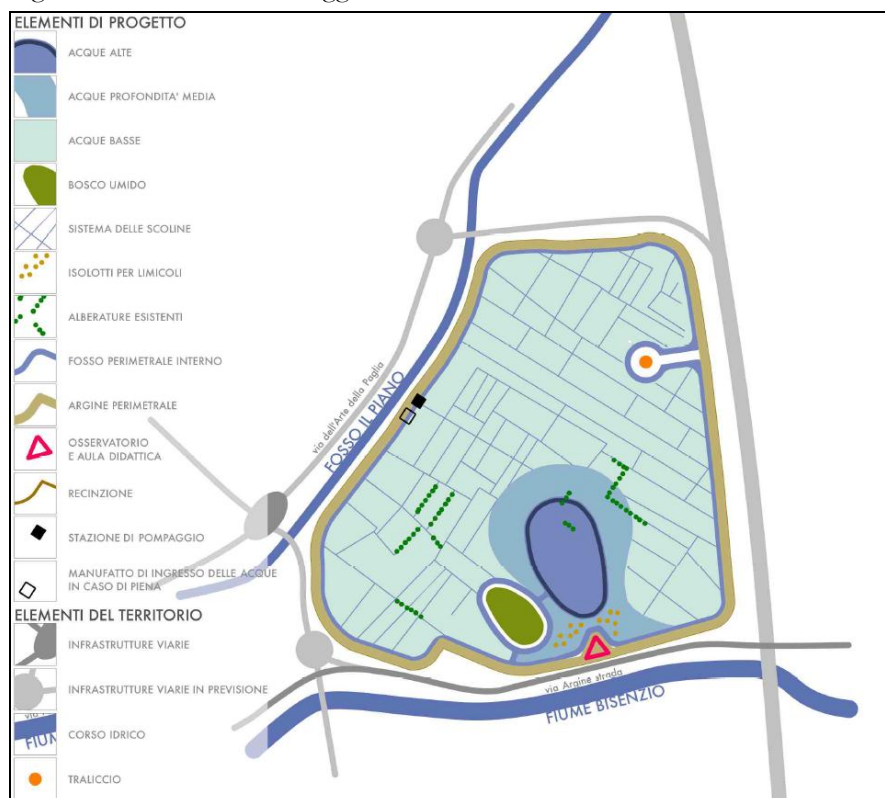 ELEMENTI DI PROGETTO
ACQUE ALTE
ACQUE PROFONDITA' MEDIA
ACQUE BASSE
BOSCO UMIDO
SISTEMA DELLE SCOLINE
ISOLOTTI PER LIMICOLI
ALBERATURE ESISTENTI
FOSSO PERIMETRALE INTERNO
ARGINE PERIMETRALE
OSSERVATORIO
E AULA DIDATTICA
RECINZIONE
STAZIONE DI POMPAGGIO
MANUFATTO DI INGRESSO DELLE ACQUE
IN CASO DI PIENA
ELEMENTI DEL TERRITORIO
INFRASTRUTTURE VIARIE
INFRASTRUTTURE VIARIE IN PREVISIONE
via
FIU
CORSO IDRICO
TRALICCIO
via dell'Arte della Paglia
FOSSO IL PIANO
via Argine strada
FIUME BISENZIO